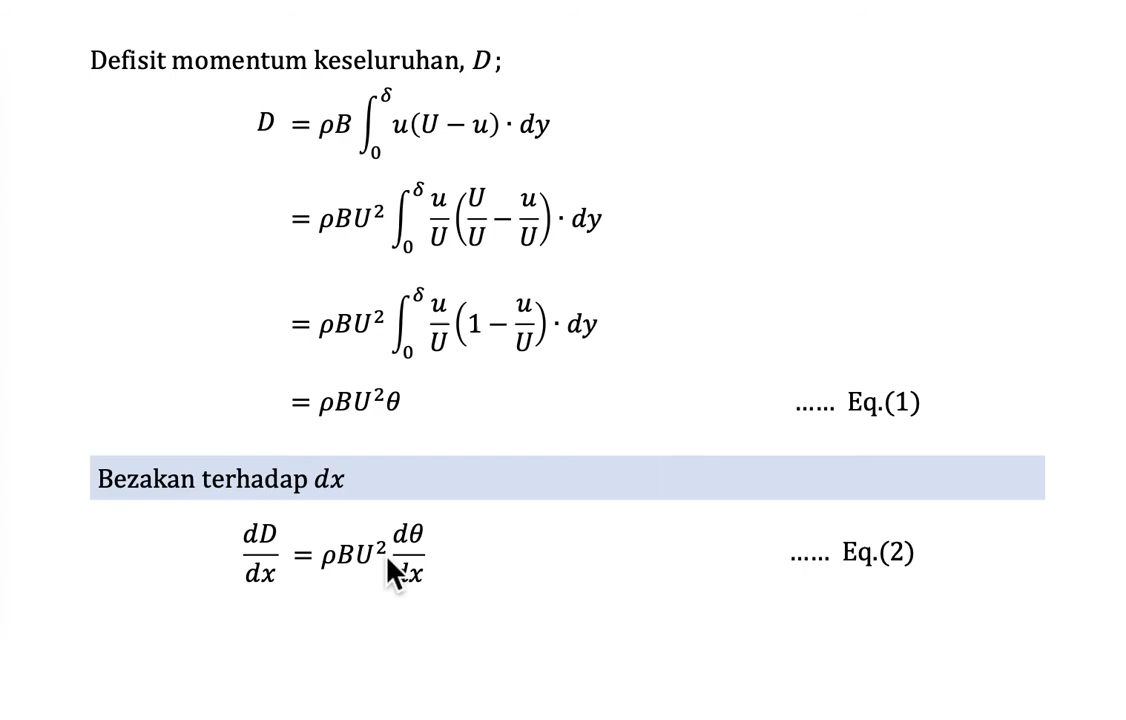 Defisit momentum keseluruhan, D;
D = ρB ∫₀^δ u(U − u) · dy
= ρBU² ∫₀^δ u/U (U/U − u/U) · dy
= ρBU² ∫₀^δ u/U (1 − u/U) · dy
= ρBU²θ ...... Eq.(1)
Bezakan terhadap dx
dD/dx = ρBU² dθ/dx ...... Eq.(2)